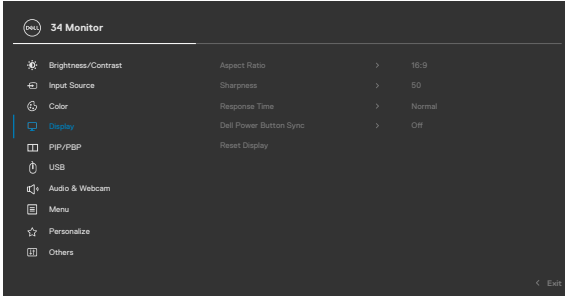 DELL 34 Monitor
Brightness/Contrast Aspect Ratio > 16:9
Input Source Sharpness > 50
Color Response Time > Normal
Display Dell Power Button Sync > Off
PIP/PBP Reset Display
USB
Audio & Webcam
Menu
Personalize
Others
< Exit